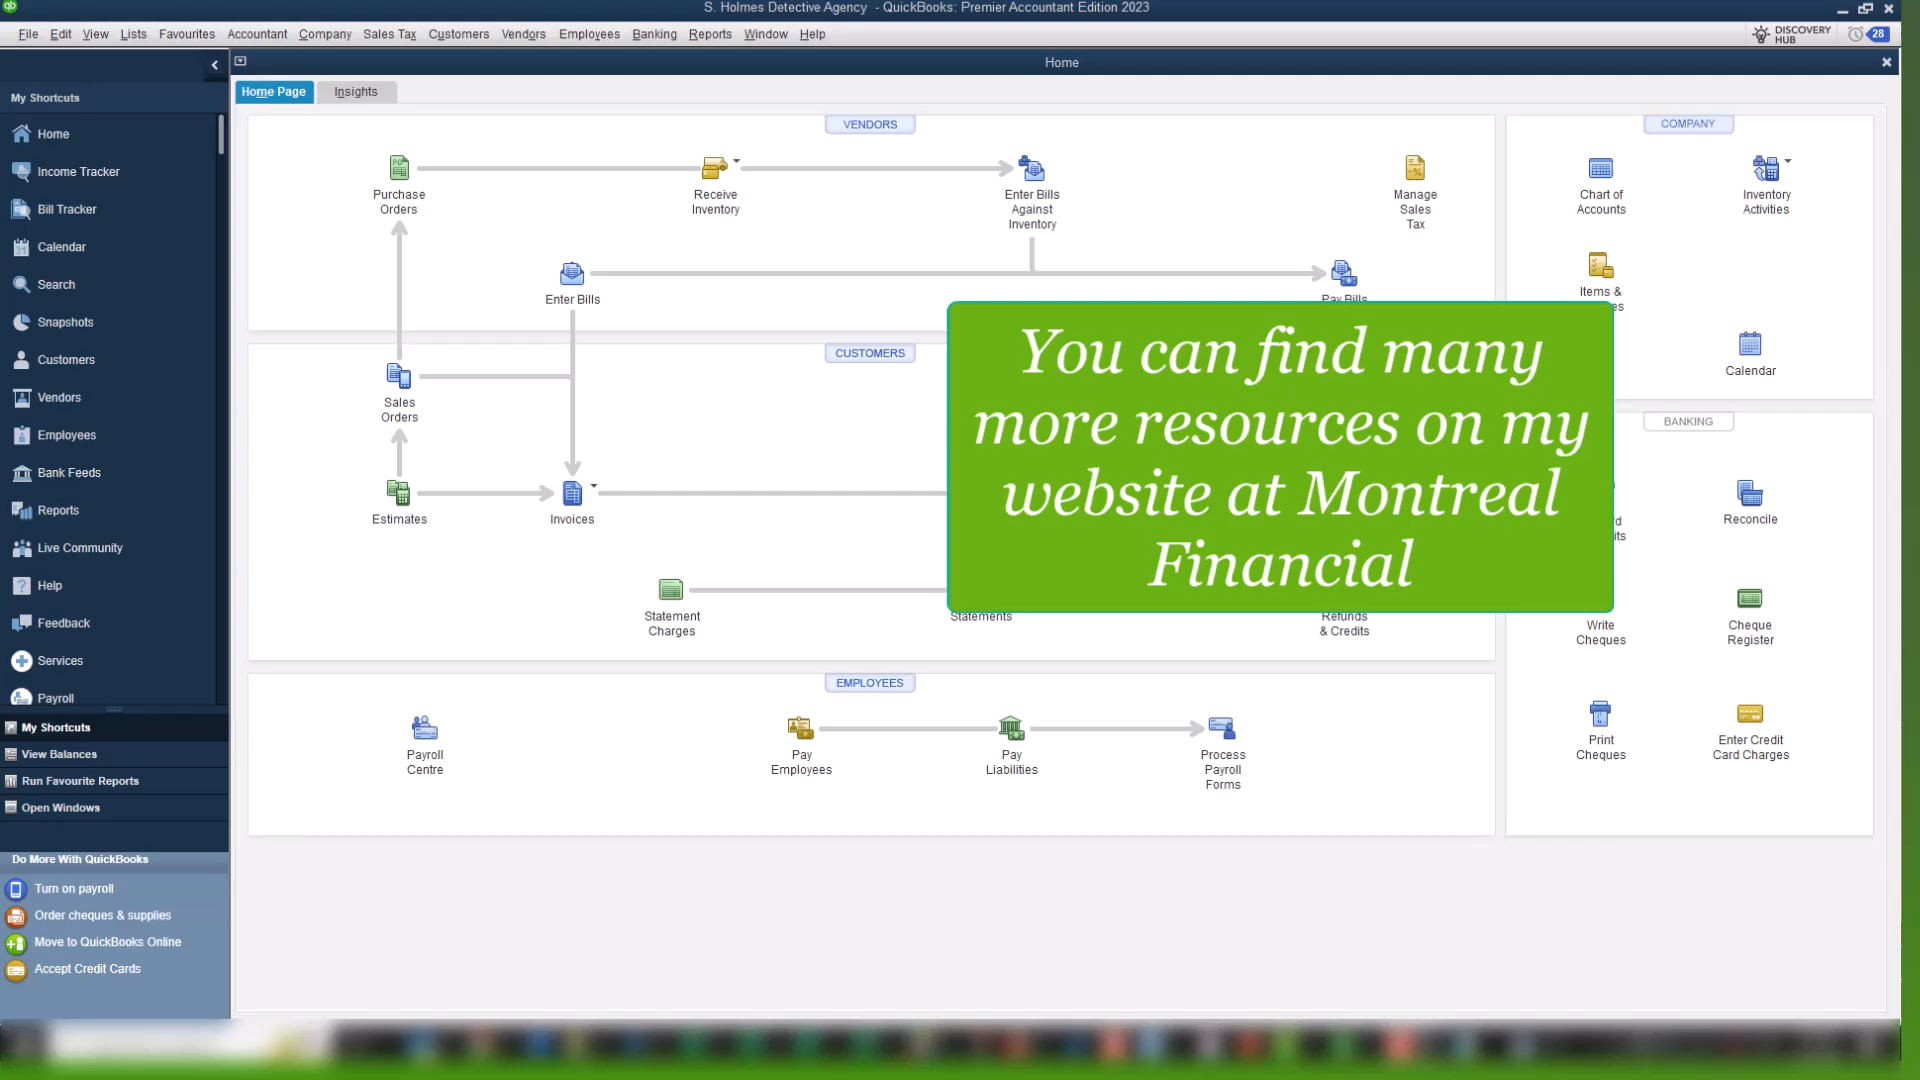 S. Holmes Detective Agency - QuickBooks: Premier Accountant Edition 2023
File Edit View Lists Favourites Accountant Company Sales Tax Customers Vendors Employees Banking Reports Window Help
DISCOVERY
HUB
28
Home
My Shortcuts
Home
Income Tracker
Bill Tracker
Calendar
Search
Snapshots
Customers
Vendors
Employees
Bank Feeds
Reports
Live Community
Help
Feedback
Services
Payroll
My Shortcuts
View Balances
Run Favourite Reports
Open Windows
Do More With QuickBooks
Turn on payroll
Order cheques & supplies
Move to QuickBooks Online
Accept Credit Cards
Home Page
Insights
VENDORS
Purchase
Orders
Receive
Inventory
Enter Bills
Against
Inventory
Manage
Sales
Tax
Enter Bills
Pay Bills
CUSTOMERS
Sales
Orders
Estimates
Invoices
Statement
Charges
Statements
Refunds
& Credits
You can find many
more resources on my
website at Montreal
Financial
EMPLOYEES
Payroll
Centre
Pay
Employees
Pay
Liabilities
Process
Payroll
Forms
COMPANY
Chart of
Accounts
Inventory
Activities
Items &
Calendar
BANKING
Reconcile
Write
Cheques
Cheque
Register
Print
Cheques
Enter Credit
Card Charges